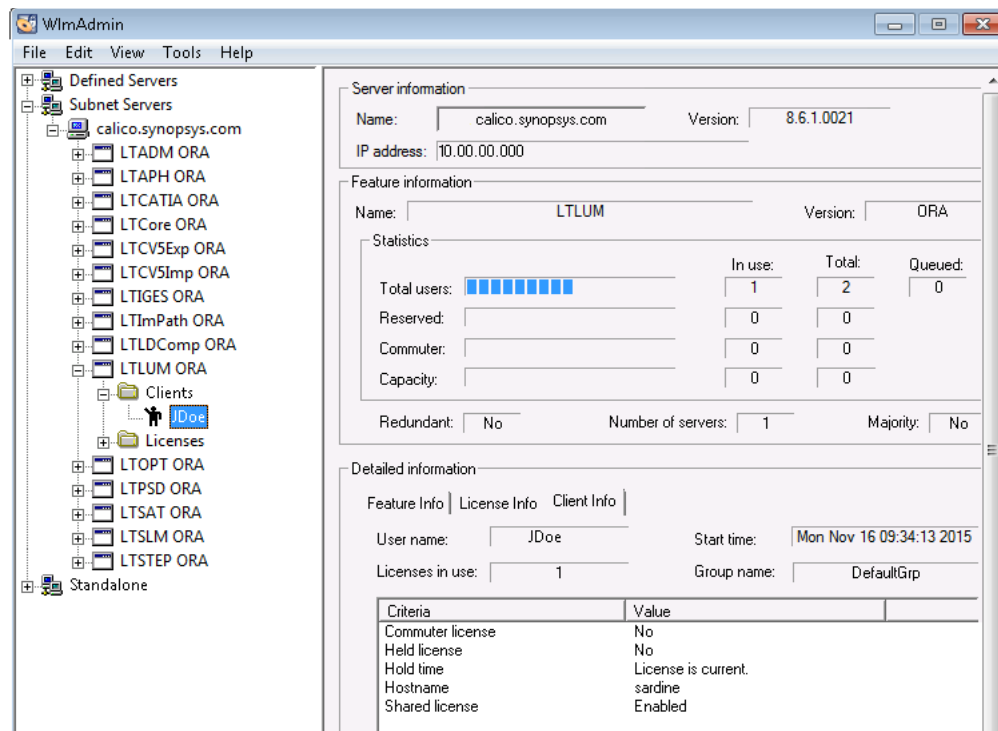 WlmAdmin
File Edit View Tools Help
Defined Servers
Subnet Servers
calico.synopsys.com
LTADM ORA
LTAPH ORA
LTCATIA ORA
LTCore ORA
LTCV5Exp ORA
LTCV5Imp ORA
LTIGES ORA
LTImPath ORA
LTLDComp ORA
LTLUM ORA
Clients
JDoe
Licenses
LTOPT ORA
LTPSD ORA
LTSAT ORA
LTSLM ORA
LTSTEP ORA
Standalone
Server information
Name: calico.synopsys.com Version: 8.6.1.0021
IP address: 10.00.00.000
Feature information
Name: LTLUM Version: ORA
Statistics
In use: Total: Queued:
Total users: 1 2 0
Reserved: 0 0
Commuter: 0 0
Capacity: 0 0
Redundant: No Number of servers: 1 Majority: No
Detailed information
Feature Info License Info Client Info
User name: JDoe Start time: Mon Nov 16 09:34:13 2015
Licenses in use: 1 Group name: DefaultGrp
Criteria Value
Commuter license No
Held license No
Hold time License is current.
Hostname sardine
Shared license Enabled